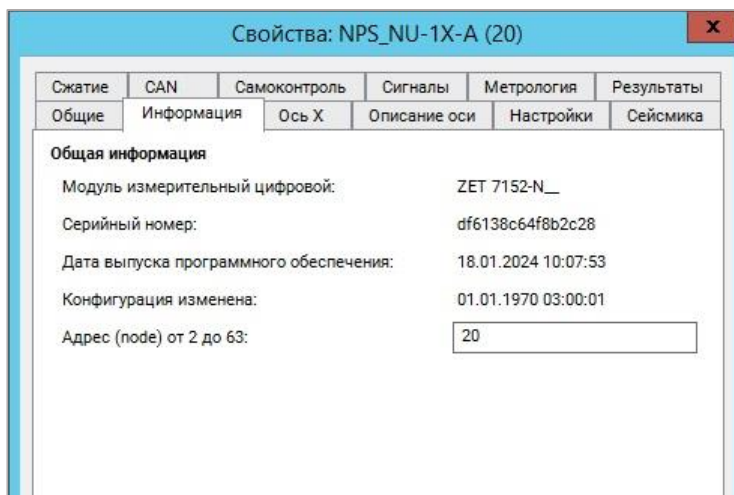 Свойства: NPS_NU-1X-A (20)
x
Сжатие CAN Самоконтроль Сигналы Метрология Результаты
Общие Информация Ось X Описание оси Настройки Сейсмика
Общая информация
Модуль измерительный цифровой: ZET 7152-N__
Серийный номер: df6138c64f8b2c28
Дата выпуска программного обеспечения: 18.01.2024 10:07:53
Конфигурация изменена: 01.01.1970 03:00:01
Адрес (node) от 2 до 63: 20